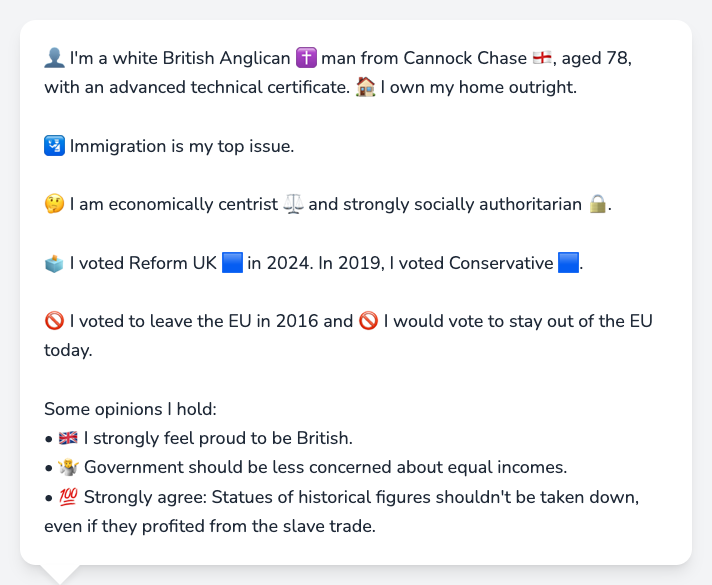 👤 I'm a white British Anglican ✝️ man from Cannock Chase 🏴󠁧󠁢󠁥󠁮󠁧󠁿, aged 78,
with an advanced technical certificate. 🏠 I own my home outright.
🛂 Immigration is my top issue.
🤔 I am economically centrist ⚖️ and strongly socially authoritarian 🔒.
🗳️ I voted Reform UK 🟦 in 2024. In 2019, I voted Conservative 🟦.
🚫 I voted to leave the EU in 2016 and 🚫 I would vote to stay out of the EU
today.
Some opinions I hold:
• 🇬🇧 I strongly feel proud to be British.
• 🤷 Government should be less concerned about equal incomes.
• 💯 Strongly agree: Statues of historical figures shouldn't be taken down,
even if they profited from the slave trade.